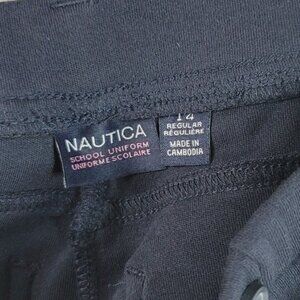 NAUTICA
SCHOOL UNIFORM
UNIFORME SCOLAIRE
14
REGULAR
RÉGULIÈRE
MADE IN
CAMBODIA